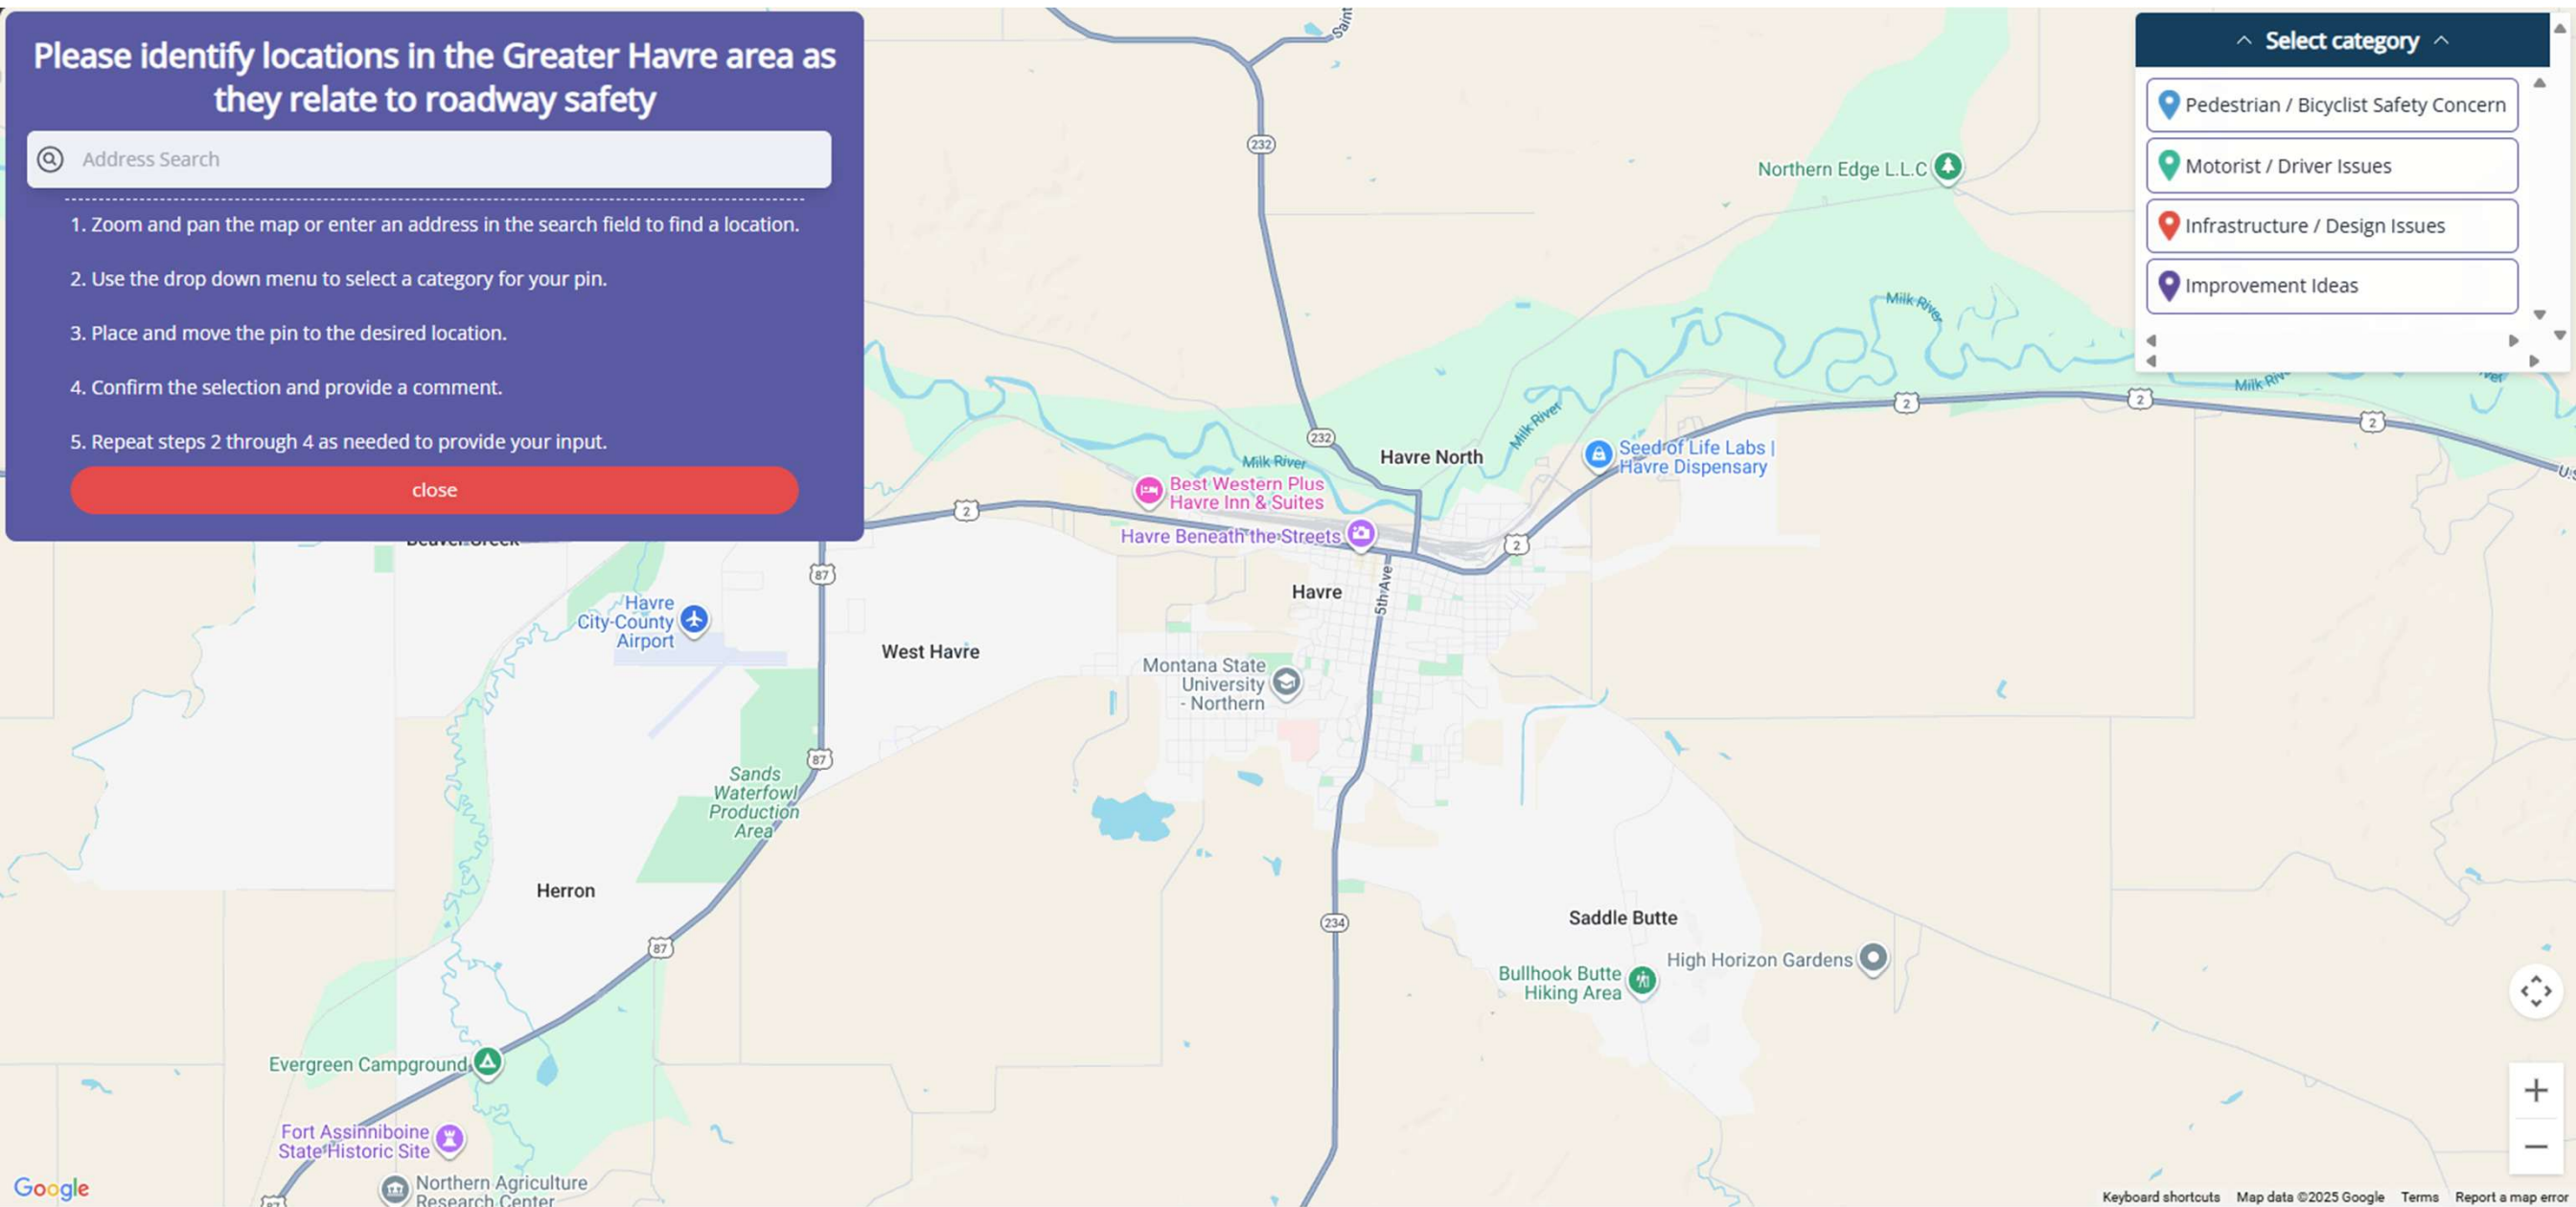 Please identify locations in the Greater Havre area as
they relate to roadway safety
Address Search
1. Zoom and pan the map or enter an address in the search field to find a location.
2. Use the drop down menu to select a category for your pin.
3. Place and move the pin to the desired location.
4. Confirm the selection and provide a comment.
5. Repeat steps 2 through 4 as needed to provide your input.
close
Select category
Pedestrian / Bicyclist Safety Concern
Motorist / Driver Issues
Infrastructure / Design Issues
Improvement Ideas
Saint
232
Northern Edge L.L.C
Milk River
Milk River
2
2
2
232
Havre North
Milk River
Seed of Life Labs |
Havre Dispensary
Milk River
Best Western Plus
Havre Inn & Suites
2
Havre Beneath the Streets
2
87
5th Ave
Havre
Havre
City-County
Airport
West Havre
Montana State
University
- Northern
87
Sands
Waterfowl
Production
Area
Herron
234
Saddle Butte
87
High Horizon Gardens
Bullhook Butte
Hiking Area
Evergreen Campground
Fort Assinniboine
State Historic Site
Northern Agriculture
Research Center
87
Google
Keyboard shortcuts
Map data ©2025 Google
Terms
Report a map error